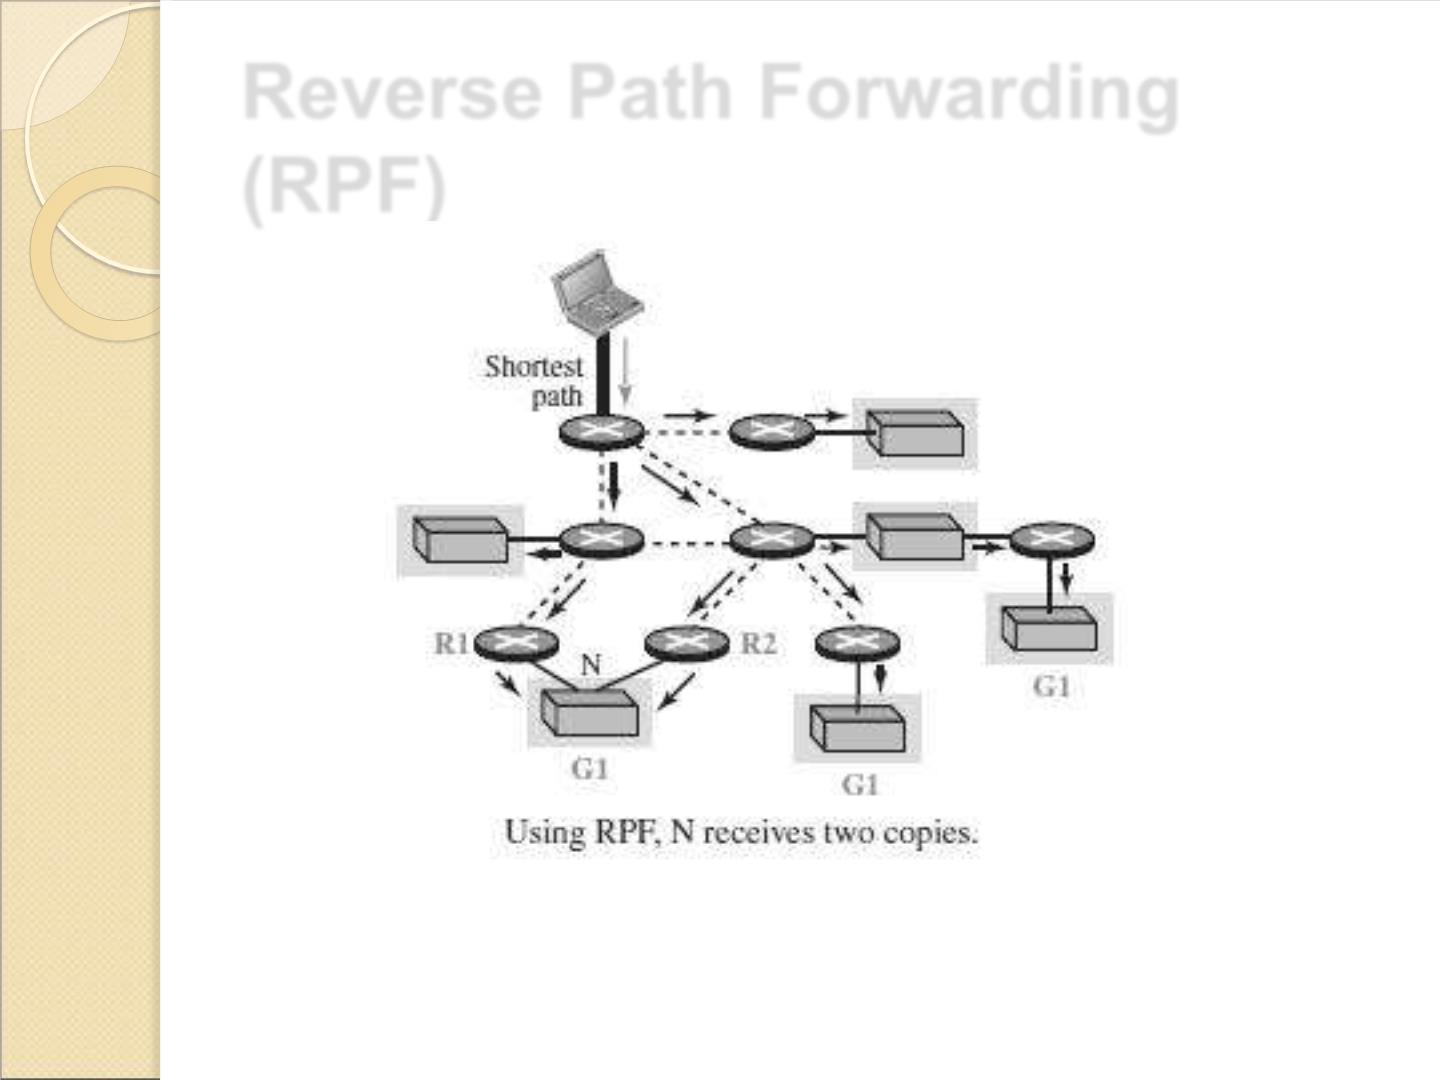 Reverse Path Forwarding
(RPF)
Shortest
path
R1
N
R2
G1
G1
G1
Using RPF, N receives two copies.